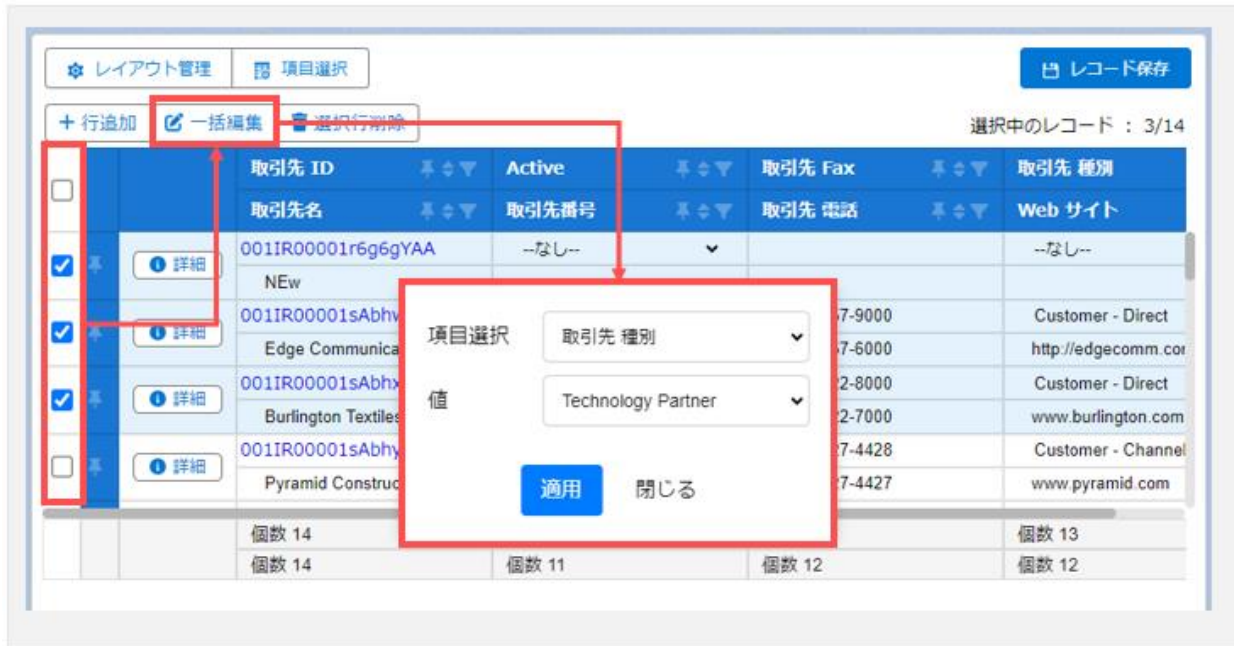 レイアウト管理 項目選択 レコード保存
行追加 一括編集 選択行削除 選択中のレコード : 3/14
取引先 ID Active 取引先 Fax 取引先 種別
取引先名 取引先番号 取引先 電話 Web サイト
001IR00001r6g6gYAA --なし-- --なし--
詳細
NEw
001IR00001sAbhv 57-9000 Customer - Direct
詳細
Edge Communica 57-6000 http://edgecomm.con
001IR00001sAbhx 22-8000 Customer - Direct
詳細
Burlington Textiles 22-7000 www.burlington.com
001IR00001sAbhy 27-4428 Customer - Channel
詳細
Pyramid Construc 27-4427 www.pyramid.com
項目選択 取引先 種別
値 Technology Partner
適用 閉じる
個数 14 個数 13
個数 14 個数 11 個数 12 個数 12